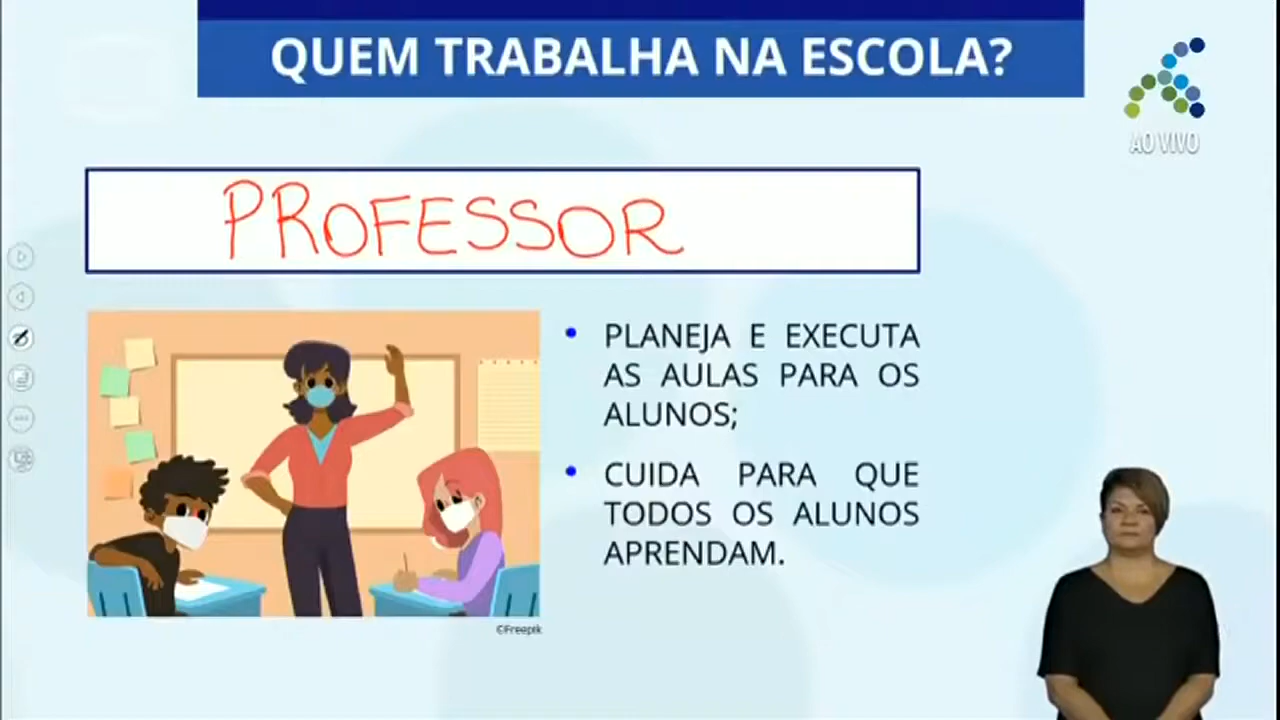 QUEM TRABALHA NA ESCOLA?
AO VIVO
PROFESSOR
PLANEJA E EXECUTA
AS AULAS PARA OS
ALUNOS;
CUIDA PARA QUE
TODOS OS ALUNOS
APRENDAM.
©Freepik